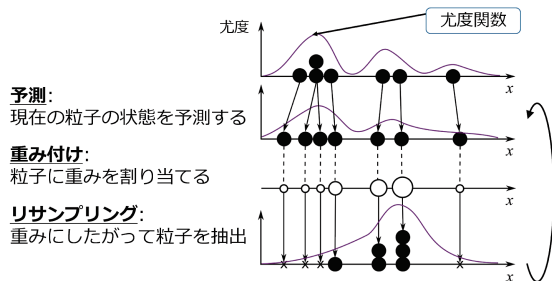 尤度
尤度関数
x
予測:
現在の粒子の状態を予測する
x
重み付け:
粒子に重みを割り当てる
x
リサンプリング:
重みにしたがって粒子を抽出
x